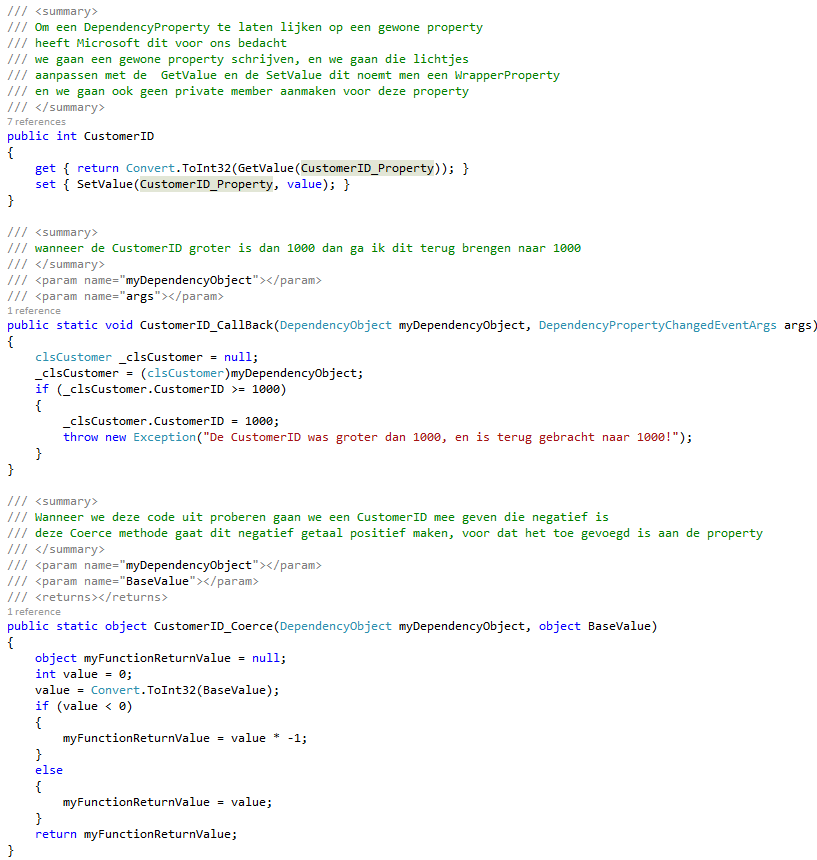 /// <summary>
/// Om een DependencyProperty te laten lijken op een gewone property
/// heeft Microsoft dit voor ons bedacht
/// we gaan een gewone property schrijven, en we gaan die lichtjes
/// aanpassen met de  GetValue en de SetValue dit noemt men een WrapperProperty
/// en we gaan ook geen private member aanmaken voor deze property
/// </summary>
7 references
public int CustomerID
{
    get { return Convert.ToInt32(GetValue(CustomerID_Property)); }
    set { SetValue(CustomerID_Property, value); }
}

/// <summary>
/// wanneer de CustomerID groter is dan 1000 dan ga ik dit terug brengen naar 1000
/// </summary>
/// <param name="myDependencyObject"></param>
/// <param name="args"></param>
1 reference
public static void CustomerID_CallBack(DependencyObject myDependencyObject, DependencyPropertyChangedEventArgs args)
{
    clsCustomer _clsCustomer = null;
    _clsCustomer = (clsCustomer)myDependencyObject;
    if (_clsCustomer.CustomerID >= 1000)
    {
        _clsCustomer.CustomerID = 1000;
        throw new Exception("De CustomerID was groter dan 1000, en is terug gebracht naar 1000!");
    }
}

/// <summary>
/// Wanneer we deze code uit proberen gaan we een CustomerID mee geven die negatief is
/// deze Coerce methode gaat dit negatief getaal positief maken, voor dat het toe gevoegd is aan de property
/// </summary>
/// <param name="myDependencyObject"></param>
/// <param name="BaseValue"></param>
/// <returns></returns>
1 reference
public static object CustomerID_Coerce(DependencyObject myDependencyObject, object BaseValue)
{
    object myFunctionReturnValue = null;
    int value = 0;
    value = Convert.ToInt32(BaseValue);
    if (value < 0)
    {
        myFunctionReturnValue = value * -1;
    }
    else
    {
        myFunctionReturnValue = value;
    }
    return myFunctionReturnValue;
}